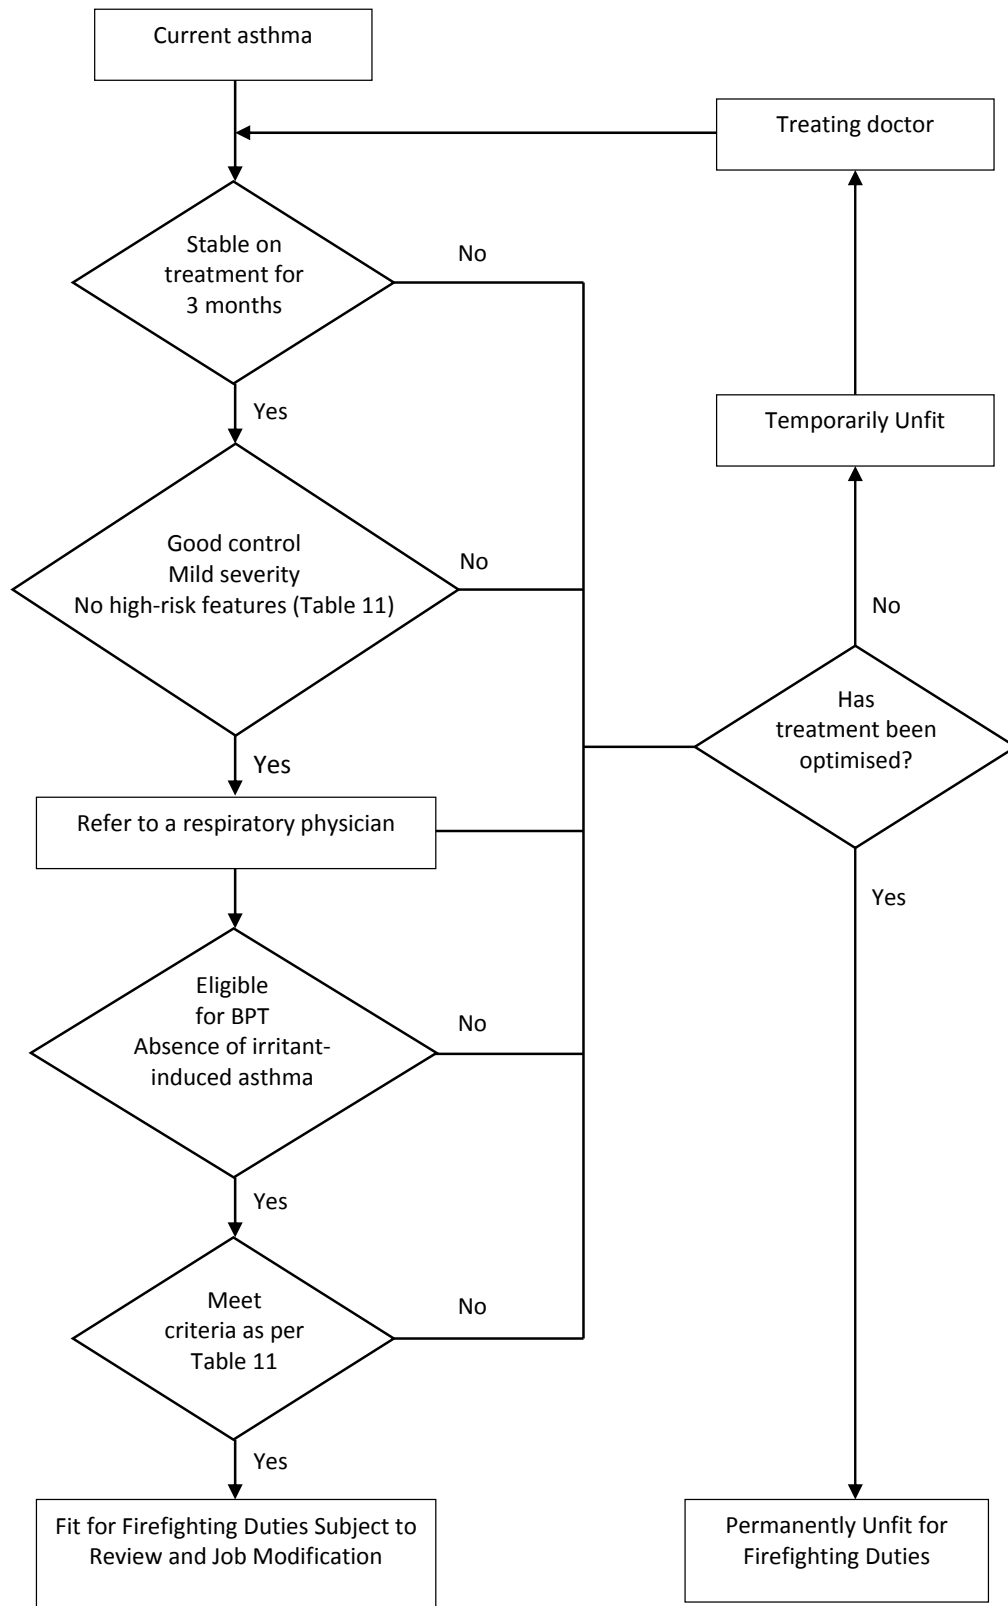 Current asthma
Treating doctor
Stable on
treatment for
3 months
No
Yes
Temporarily Unfit
Good control
Mild severity
No high-risk features (Table 11)
No
No
Has
treatment been
optimised?
Yes
Refer to a respiratory physician
Yes
Eligible
for BPT
Absence of irritant-
induced asthma
No
Yes
Meet
criteria as per
Table 11
No
Yes
Fit for Firefighting Duties Subject to
Review and Job Modification
Permanently Unfit for
Firefighting Duties